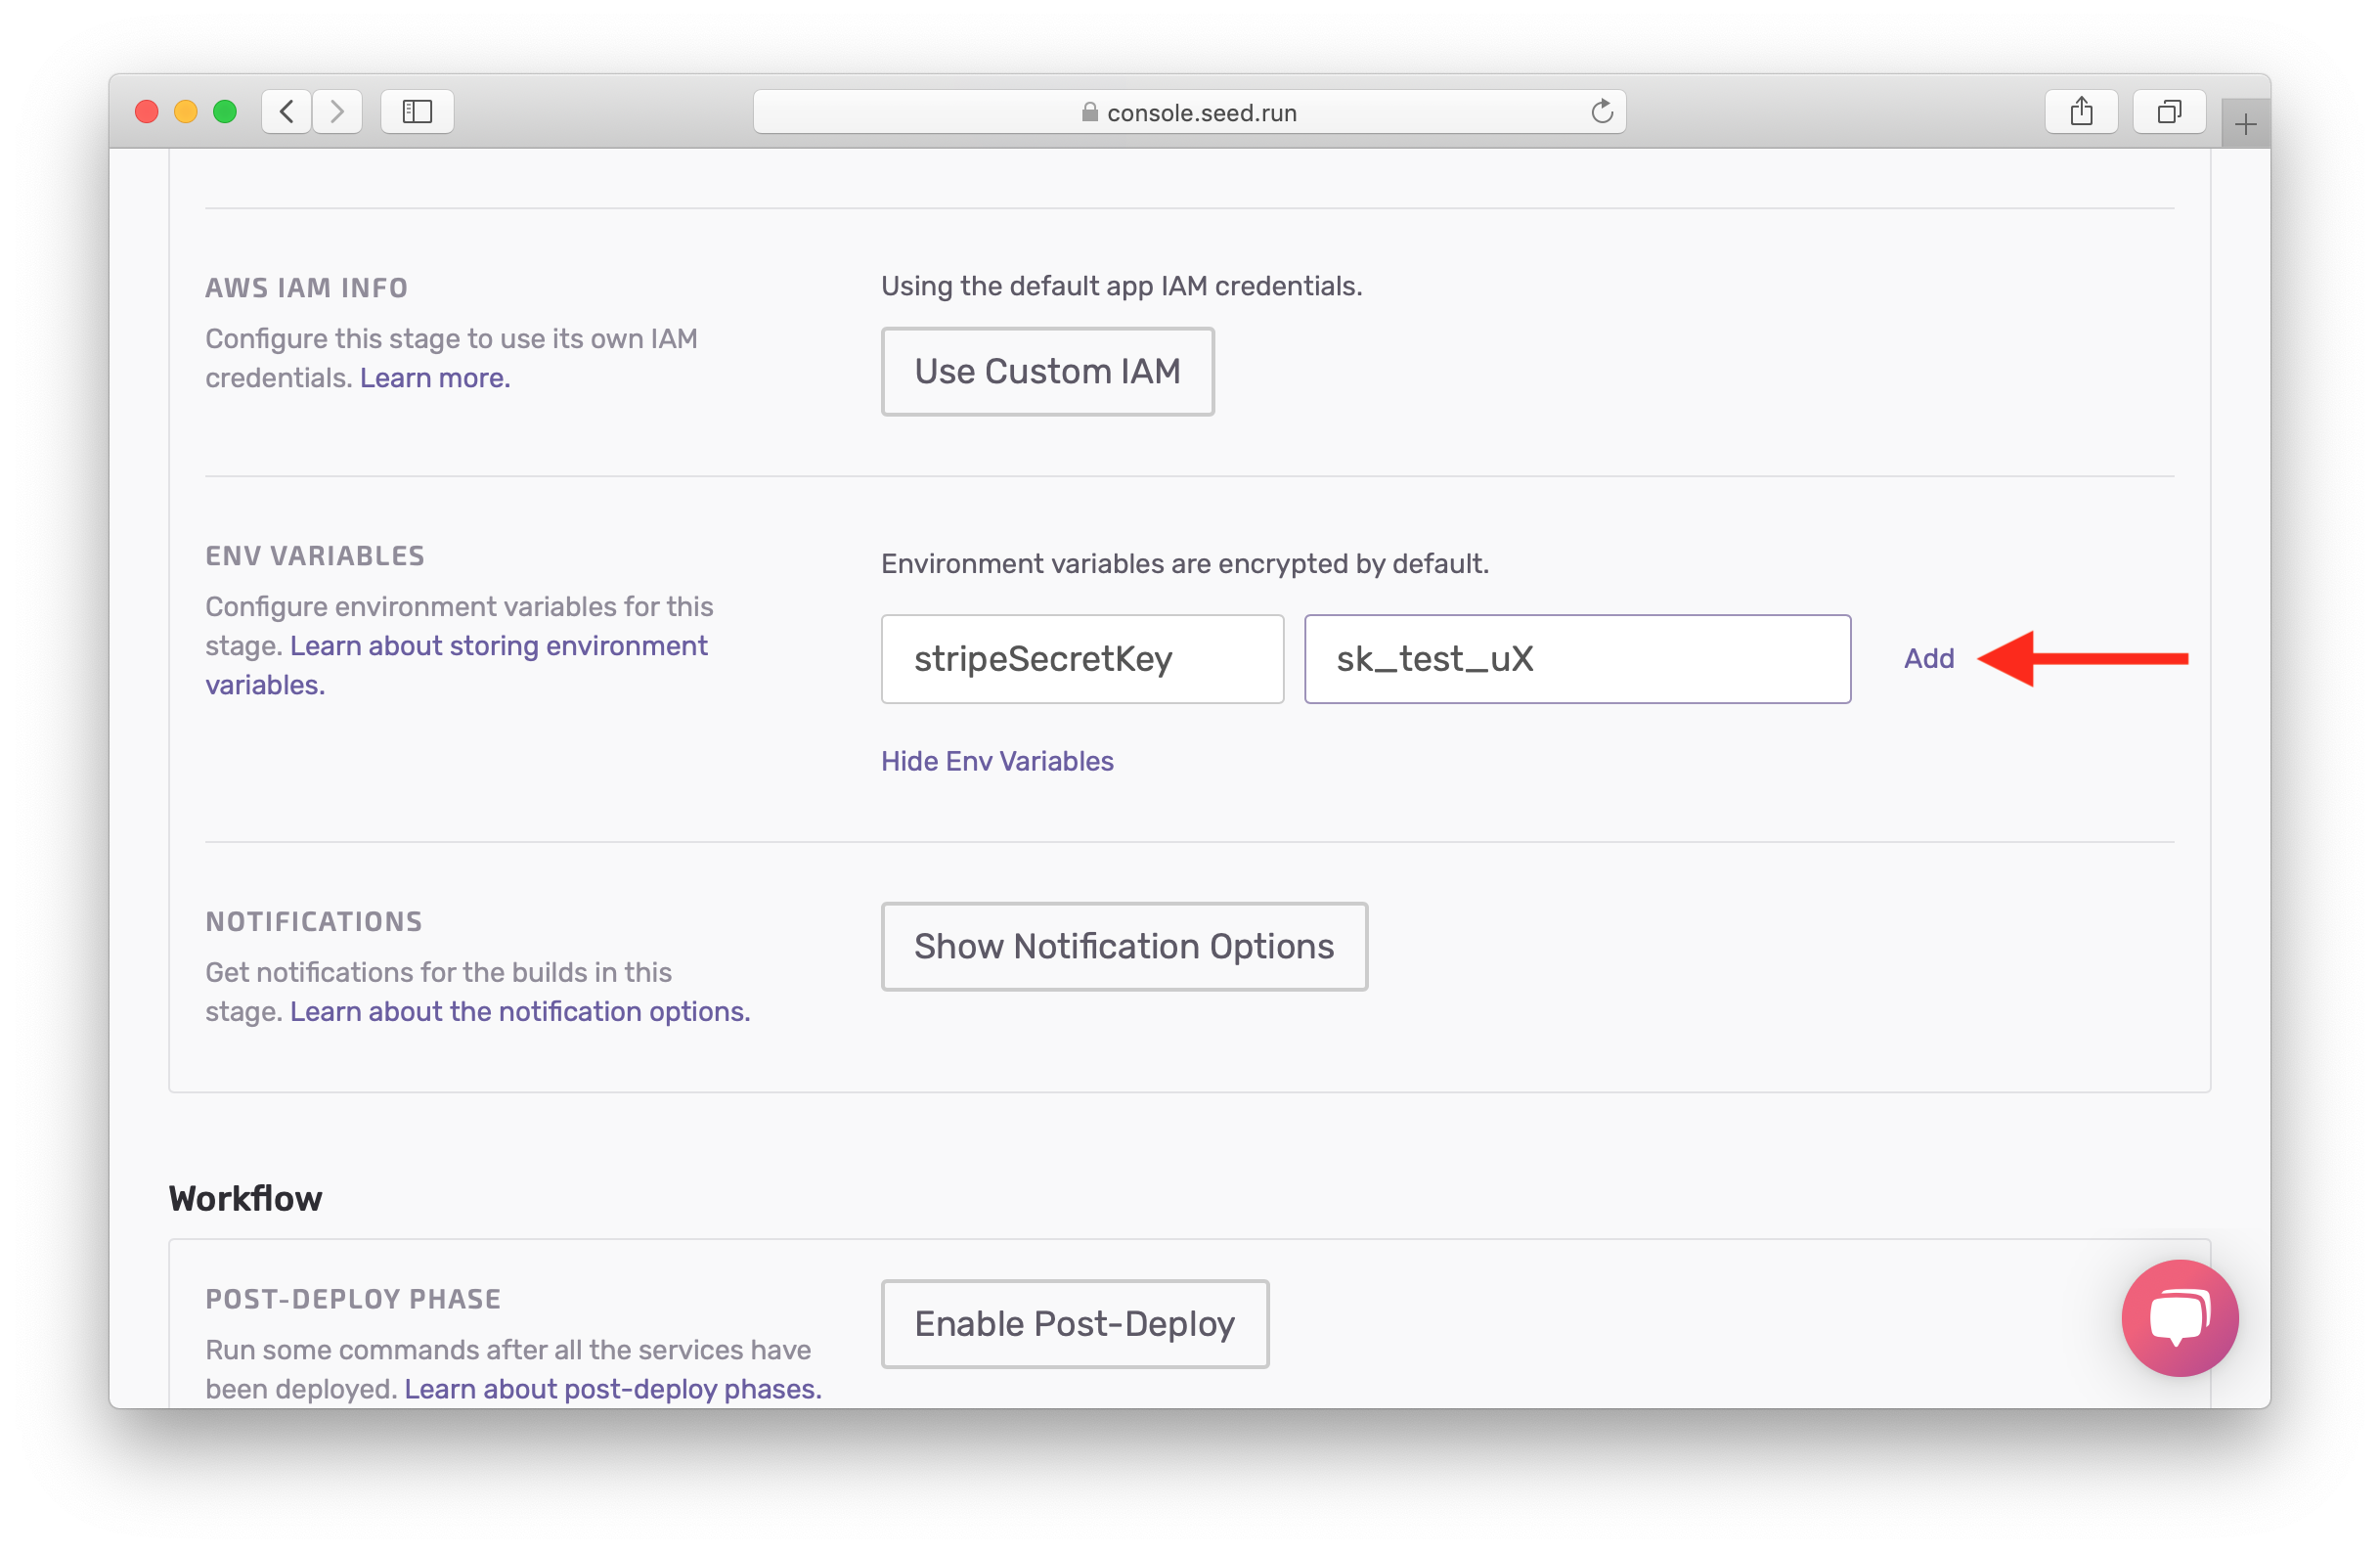 console.seed.run
AWS IAM INFO
Configure this stage to use its own IAM
credentials. Learn more.
Using the default app IAM credentials.
Use Custom IAM
ENV VARIABLES
Configure environment variables for this
stage. Learn about storing environment
variables.
Environment variables are encrypted by default.
stripeSecretKey
sk_test_uX
Add
Hide Env Variables
NOTIFICATIONS
Get notifications for the builds in this
stage. Learn about the notification options.
Show Notification Options
Workflow
POST-DEPLOY PHASE
Run some commands after all the services have
been deployed. Learn about post-deploy phases.
Enable Post-Deploy